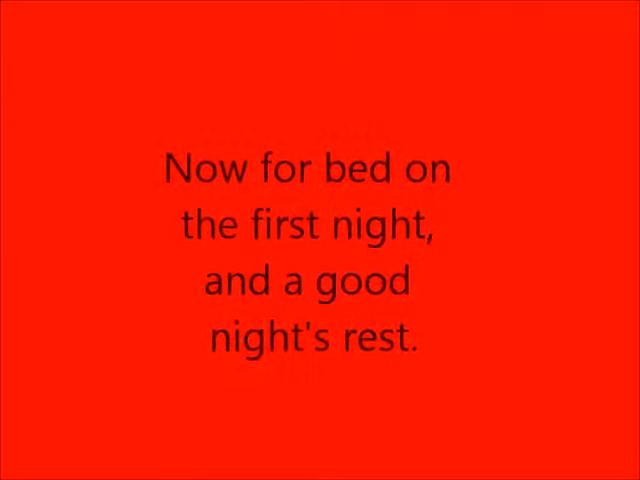 Now for bed on
the first night,
and a good
night's rest.